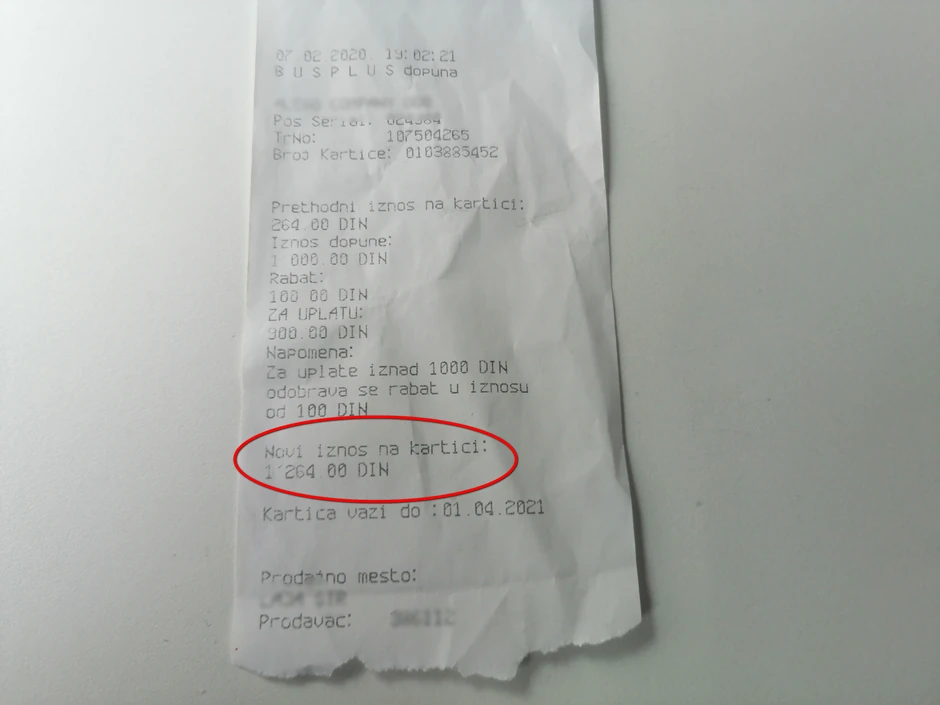 07.02.2020 19:02:21
B U S P L U S dopuna
Pos Serial:
TrNo: 107504265
Broj Kartice: 0103885452
Prethodni iznos na kartici:
264.00 DIN
Iznos dopune:
1'000.00 DIN
Rabat:
100.00 DIN
ZA UPLATU:
900.00 DIN
Napomena:
Za uplate iznad 1000 DIN
odobrava se rabat u iznosu
od 100 DIN
Novi iznos na kartici:
1'264.00 DIN
Kartica vazi do :01.04.2021
Prodajno mesto:
Prodavac: